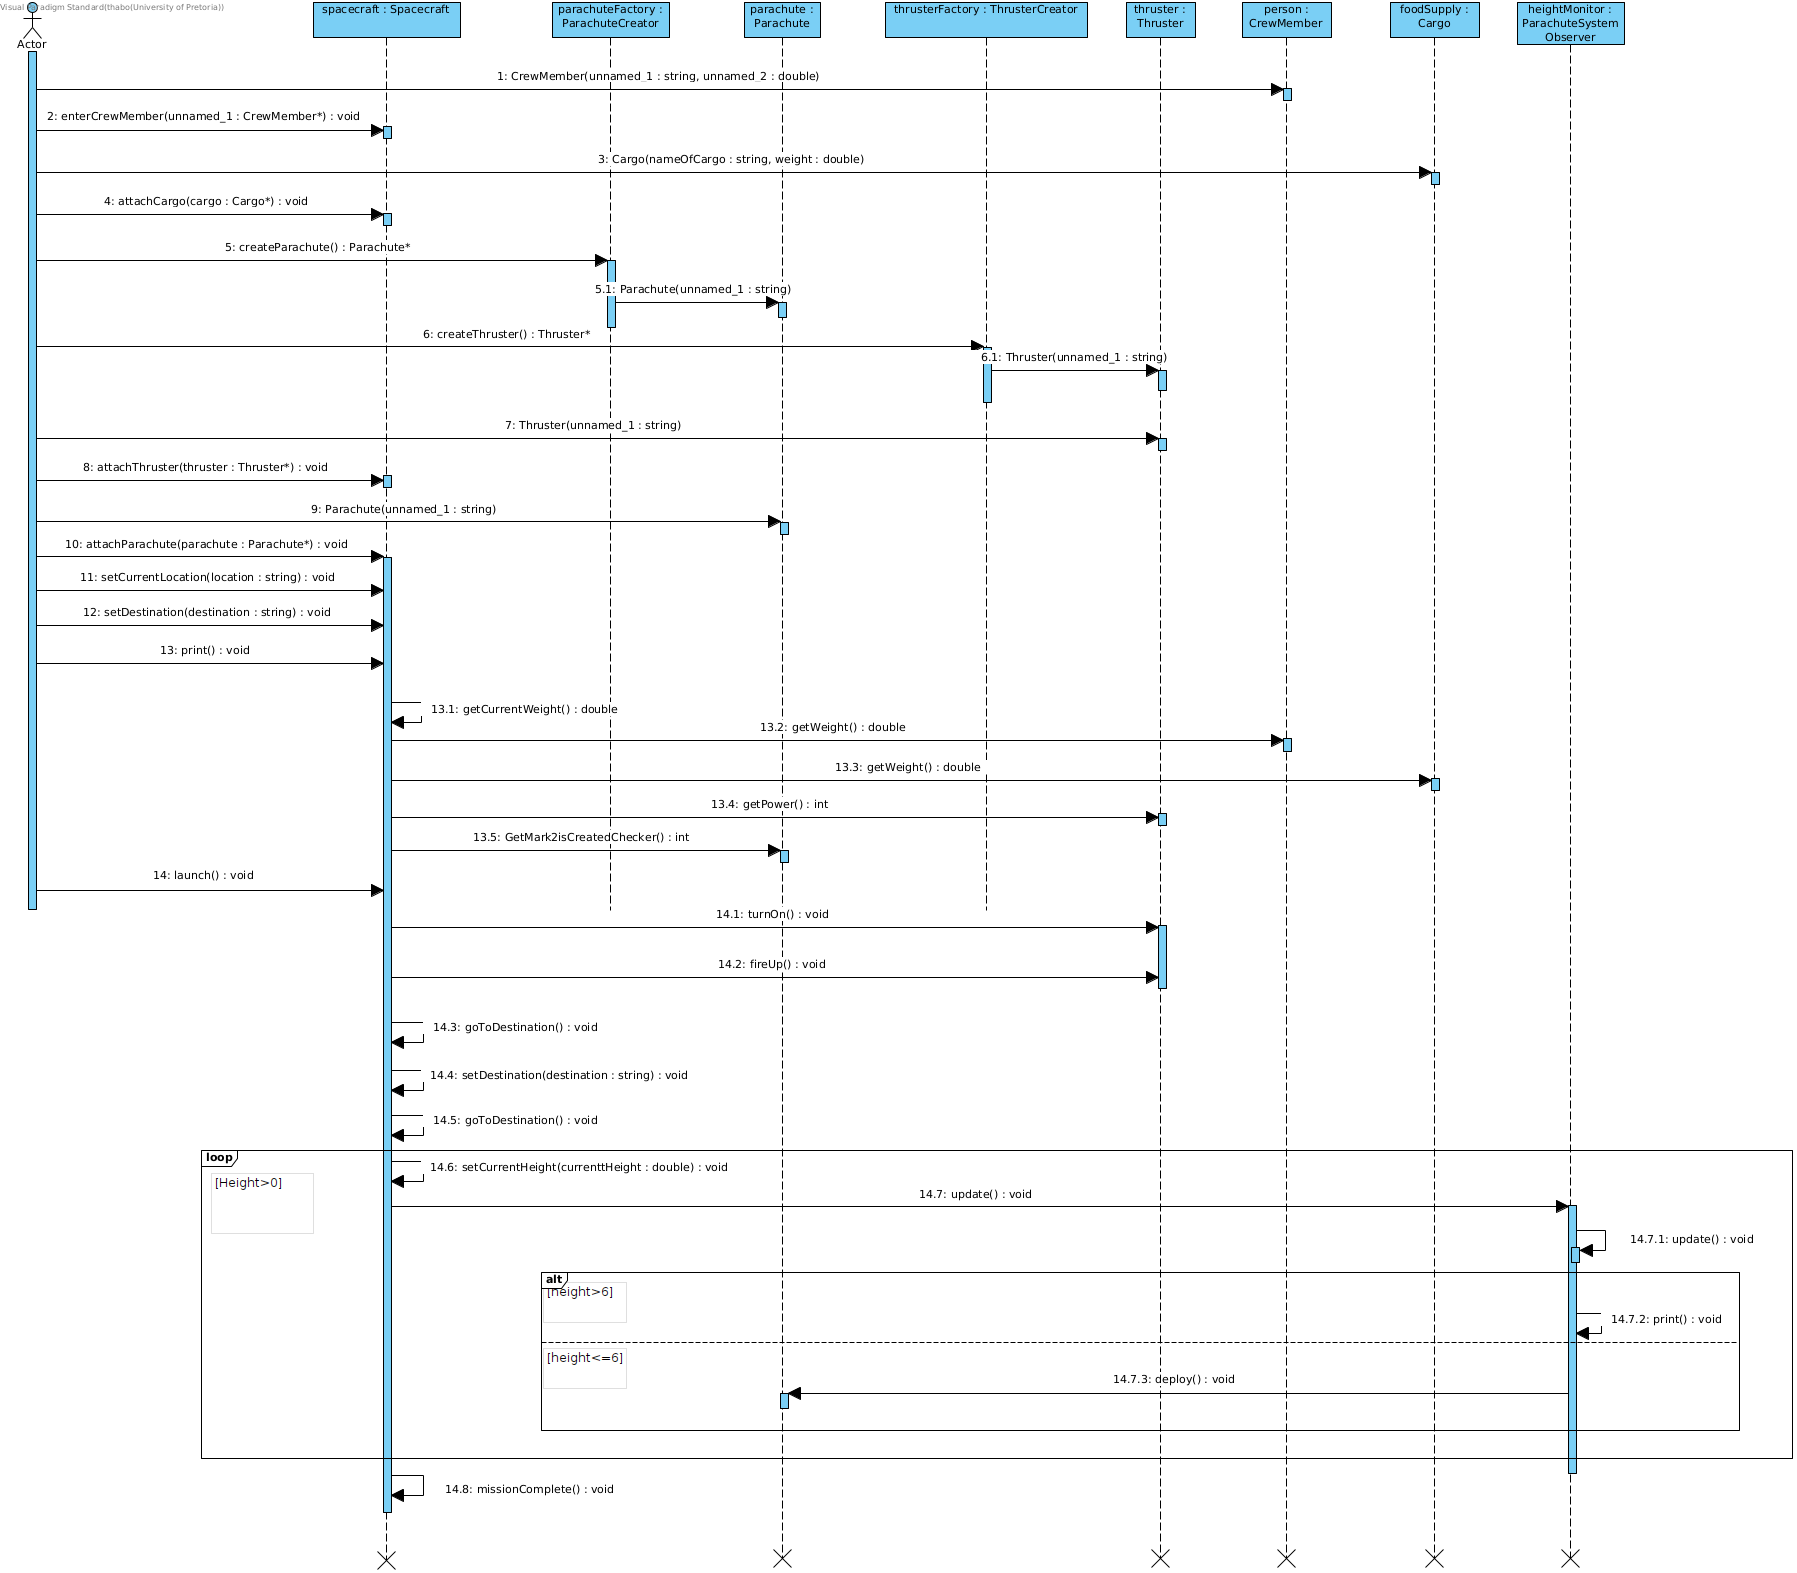 Visual Paradigm Standard(thabo(University of Pretoria))
Actor
spacecraft : Spacecraft
parachuteFactory :
ParachuteCreator
parachute :
Parachute
thrusterFactory : ThrusterCreator
thruster :
Thruster
person :
CrewMember
foodSupply :
Cargo
heightMonitor :
ParachuteSystem
Observer
1: CrewMember(unnamed_1 : string, unnamed_2 : double)
2: enterCrewMember(unnamed_1 : CrewMember*) : void
3: Cargo(nameOfCargo : string, weight : double)
4: attachCargo(cargo : Cargo*) : void
5: createParachute() : Parachute*
5.1: Parachute(unnamed_1 : string)
6: createThruster() : Thruster*
6.1: Thruster(unnamed_1 : string)
7: Thruster(unnamed_1 : string)
8: attachThruster(thruster : Thruster*) : void
9: Parachute(unnamed_1 : string)
10: attachParachute(parachute : Parachute*) : void
11: setCurrentLocation(location : string) : void
12: setDestination(destination : string) : void
13: print() : void
13.1: getCurrentWeight() : double
13.2: getWeight() : double
13.3: getWeight() : double
13.4: getPower() : int
13.5: GetMark2isCreatedChecker() : int
14: launch() : void
14.1: turnOn() : void
14.2: fireUp() : void
14.3: goToDestination() : void
14.4: setDestination(destination : string) : void
14.5: goToDestination() : void
loop
14.6: setCurrentHeight(currenttHeight : double) : void
[Height>0]
14.7: update() : void
14.7.1: update() : void
alt
[height>6]
14.7.2: print() : void
[height<=6]
14.7.3: deploy() : void
14.8: missionComplete() : void